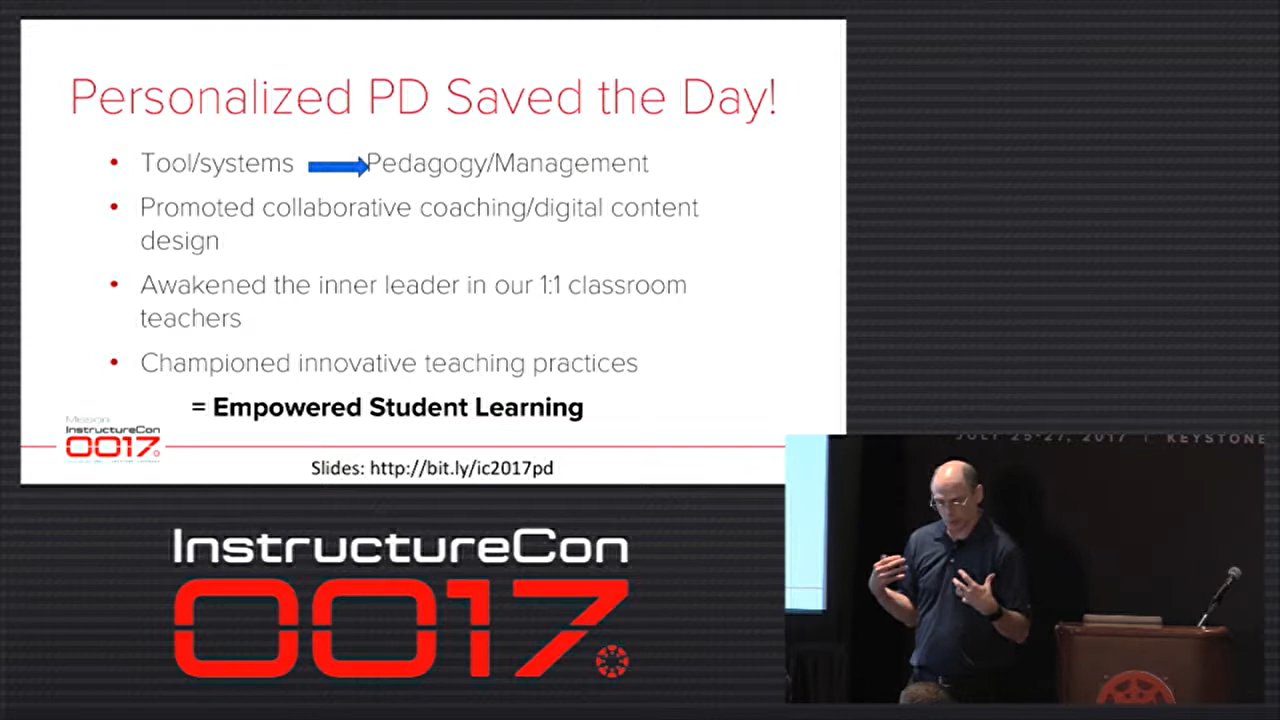 Personalized PD Saved the Day!
• Tool/systems Pedagogy/Management
• Promoted collaborative coaching/digital content
design
• Awakened the inner leader in our 1:1 classroom
teachers
• Championed innovative teaching practices
= Empowered Student Learning
Mission:
InstructureCon
0017
Slides: http://bit.ly/ic2017pd
JULY 25-27, 2017 | KEYSTONE
InstructureCon
0017